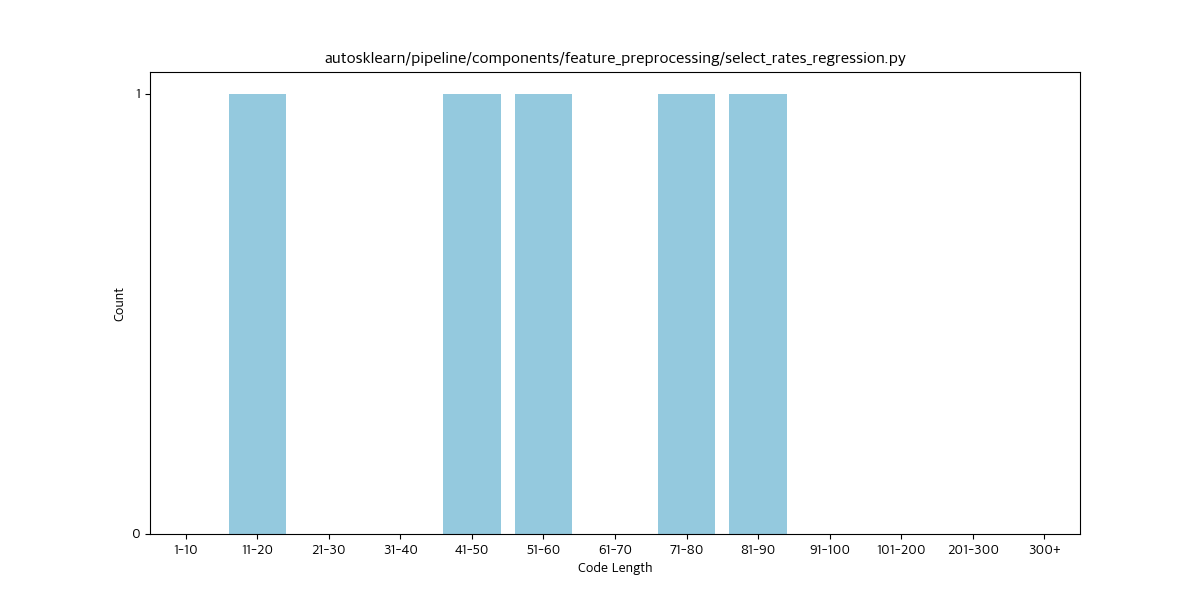 autosklearn/pipeline/components/feature_preprocessing/select_rates_regression.py
1
Count
0
1-10 11-20 21-30 31-40 41-50 51-60 61-70 71-80 81-90 91-100 101-200 201-300 300+
Code Length